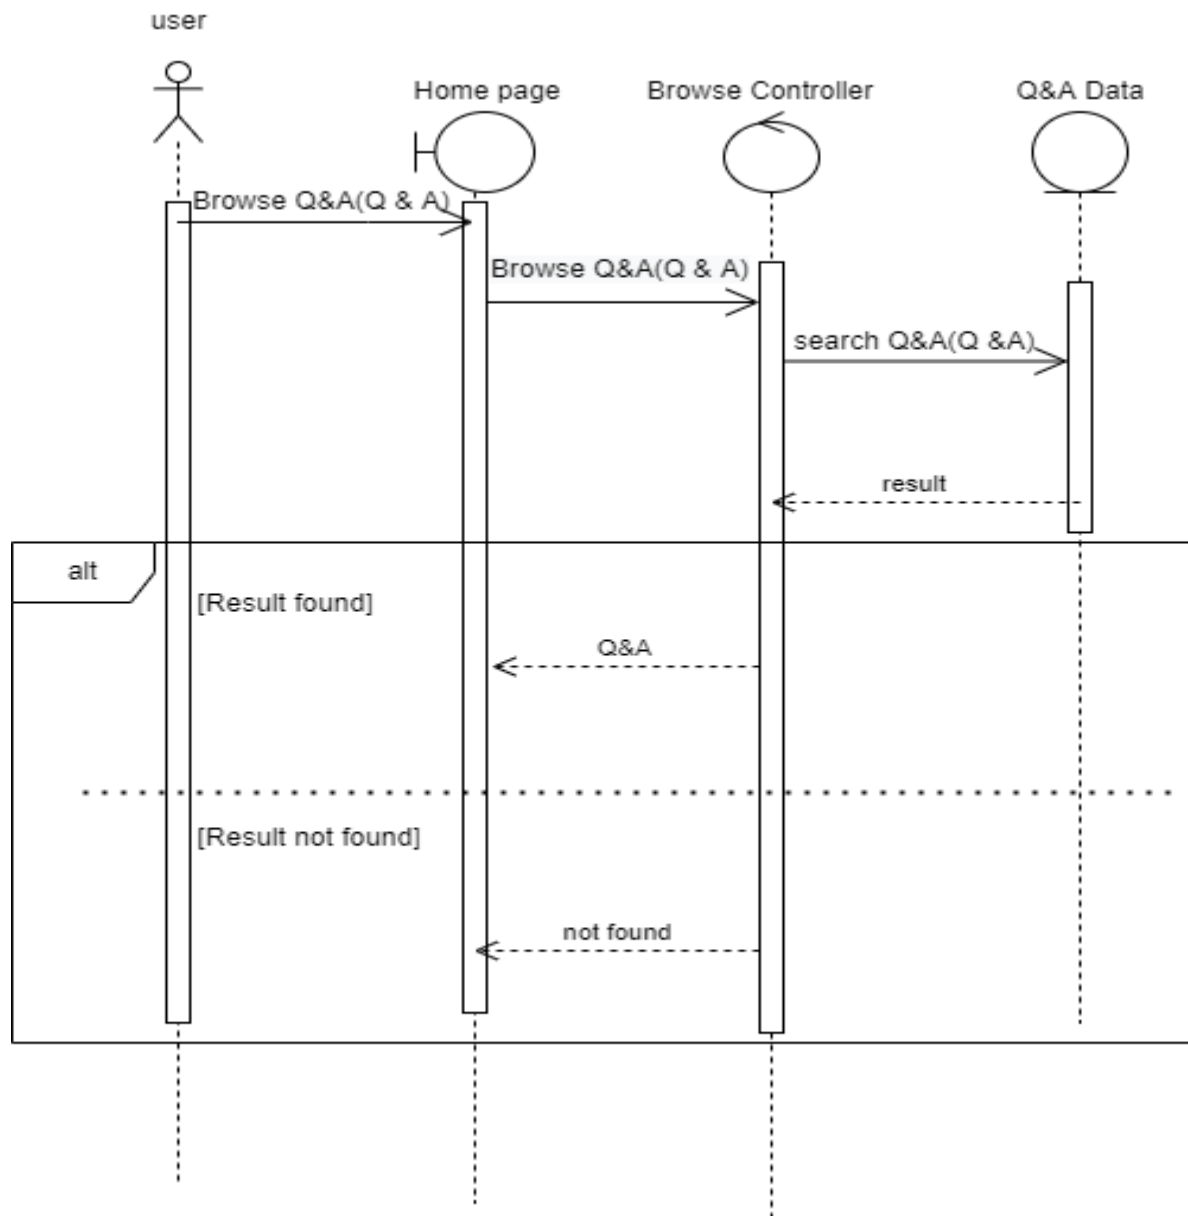 user
Home page
Browse Controller
Q&A Data
Browse Q&A(Q & A)
Browse Q&A(Q & A)
search Q&A(Q &A)
result
alt
[Result found]
Q&A
[Result not found]
not found